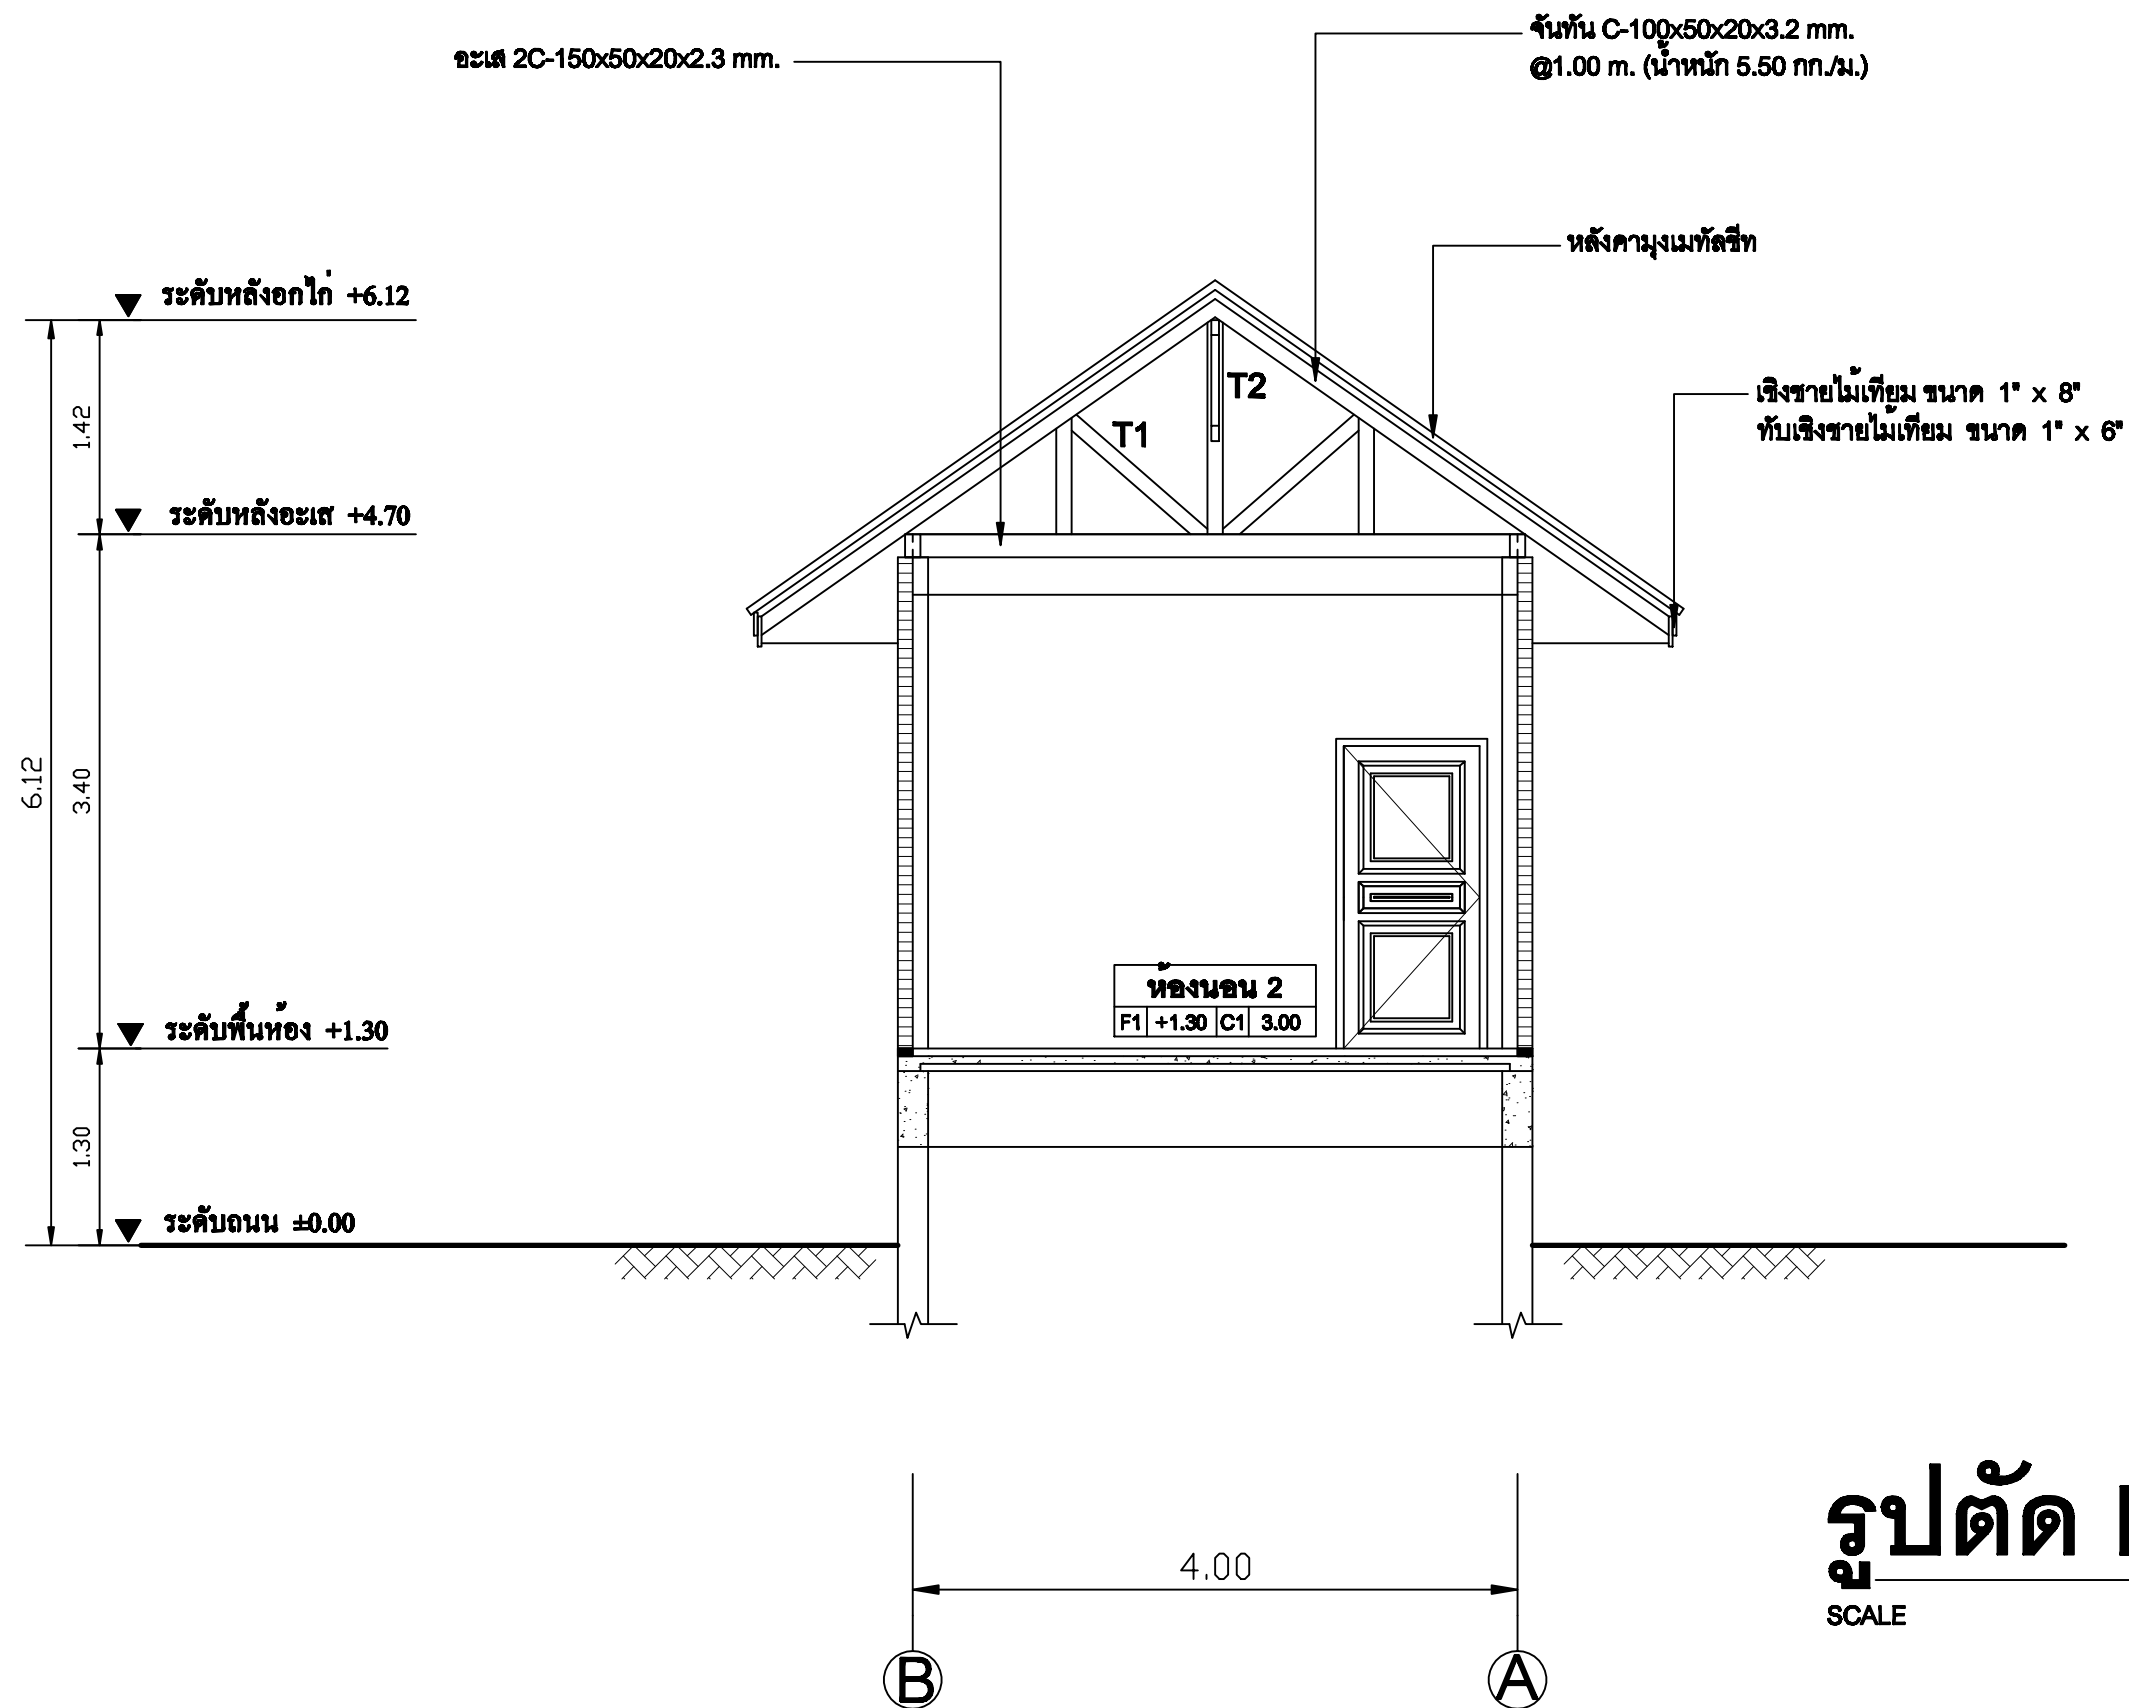 อะเส 2C-150x50x20x2.3 mm.
จันทัน C-100x50x20x3.2 mm.
@1.00 m. (น้ำหนัก 5.50 กก./ม.)
หลังคามุงเมทัลชีท
ระดับหลังอกไก่ +6.12
เชิงชายไม้เทียม ขนาด 1" x 8"
ทับเชิงชายไม้เทียม ขนาด 1" x 6"
T2
T1
1.42
ระดับหลังอะเส +4.70
6.12
3.40
ห้องนอน 2
F1 +1.30 C1 3.00
ระดับพื้นห้อง +1.30
1.30
ระดับถนน ±0.00
รูปตัด
SCALE
4.00
B
A